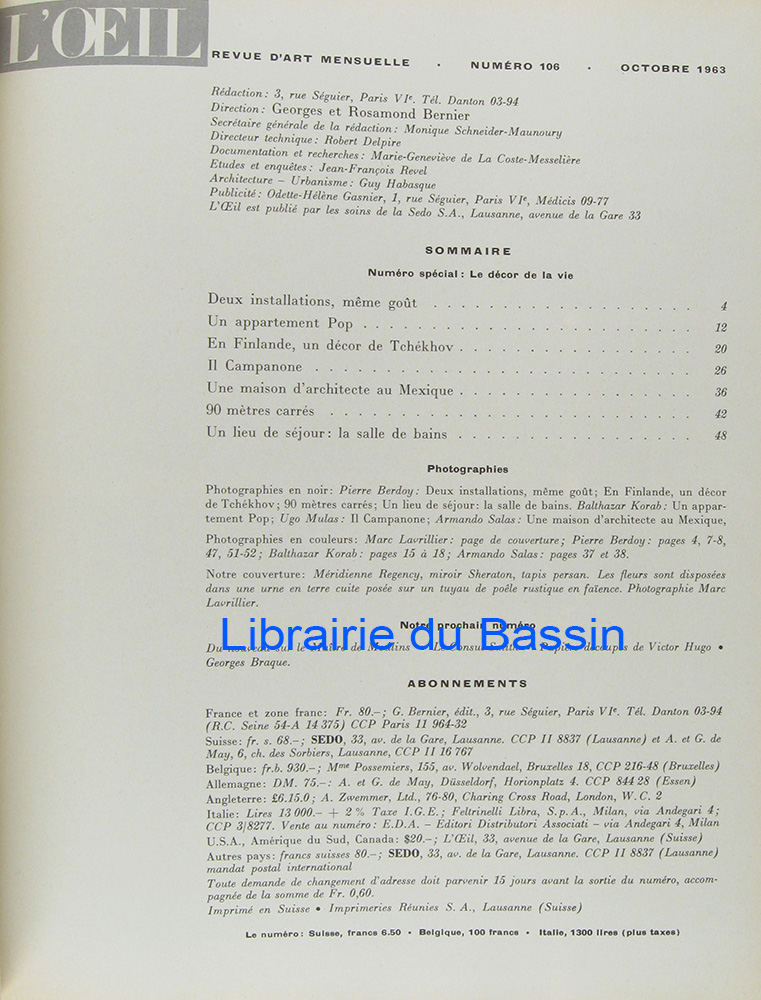 L'ŒIL
REVUE D'ART MENSUELLE • NUMÉRO 106 • OCTOBRE 1963
Rédaction: 3, rue Séguier, Paris VIe. Tél. Danton 03-94
Direction: Georges et Rosamond Bernier
Secrétaire générale de la rédaction: Monique Schneider-Maunoury
Directeur technique: Robert Delpire
Documentation et recherches: Marie-Geneviève de La Coste-Messelière
Etudes et enquêtes: Jean-François Revel
Architecture – Urbanisme: Guy Habasque
Publicité: Odette-Hélène Gasnier, 1, rue Séguier, Paris VIe, Médicis 09-77
L'Œil est publié par les soins de la Sedo S.A., Lausanne, avenue de la Gare 33
SOMMAIRE
Numéro spécial: Le décor de la vie
Deux installations, même goût . . . . . . . . . . . . . . . 4
Un appartement Pop . . . . . . . . . . . . . . . . . . . 12
En Finlande, un décor de Tchékhov . . . . . . . . . . . . . 20
Il Campanone . . . . . . . . . . . . . . . . . . . . . 26
Une maison d'architecte au Mexique . . . . . . . . . . . . . 36
90 mètres carrés . . . . . . . . . . . . . . . . . . . . 42
Un lieu de séjour: la salle de bains . . . . . . . . . . . . . 48
Photographies
Photographies en noir: Pierre Berdoy: Deux installations, même goût; En Finlande, un décor
de Tchékhov; 90 mètres carrés; Un lieu de séjour: la salle de bains. Balthazar Korab: Un appar-
tement Pop; Ugo Mulas: Il Campanone; Armando Salas: Une maison d'architecte au Mexique,
Photographies en couleurs: Marc Lavrillier: page de couverture; Pierre Berdoy: pages 4, 7-8,
47, 51-52; Balthazar Korab: pages 15 à 18; Armando Salas: pages 37 et 38.
Notre couverture: Méridienne Regency, miroir Sheraton, tapis persan. Les fleurs sont disposées
dans une urne en terre cuite posée sur un tuyau de poêle rustique en faïence. Photographie Marc
Lavrillier.
Notre prochain numéro
Librairie du Bassin
Du nouveau sur le Maître de Moulins • Le Consul Smith • Papiers découpés de Victor Hugo •
Georges Braque.
ABONNEMENTS
France et zone franc: Fr. 80.–; G. Bernier, édit., 3, rue Séguier, Paris VIe. Tél. Danton 03-94
(R.C. Seine 54-A 14 375) CCP Paris 11 964-32
Suisse: fr. s. 68.–; SEDO, 33, av. de la Gare, Lausanne. CCP II 8837 (Lausanne) et A. et G. de
May, 6, ch. des Sorbiers, Lausanne, CCP II 16 767
Belgique: fr.b. 930.–; Mme Possemiers, 155, av. Wolvendael, Bruxelles 18, CCP 216-48 (Bruxelles)
Allemagne: DM. 75.–: A. et G. de May, Düsseldorf, Horionplatz 4. CCP 844 28 (Essen)
Angleterre: £6.15.0; A. Zwemmer, Ltd., 76-80, Charing Cross Road, London, W. C. 2
Italie: Lires 13 000.– + 2 % Taxe I.G.E.; Feltrinelli Libra, S.p.A., Milan, via Andegari 4;
CCP 3/8277. Vente au numéro: E.D.A. – Editori Distributori Associati – via Andegari 4, Milan
U.S.A., Amérique du Sud, Canada: $20.–; L'Œil, 33, avenue de la Gare, Lausanne (Suisse)
Autres pays: francs suisses 80.–; SEDO, 33, av. de la Gare, Lausanne. CCP II 8837 (Lausanne)
mandat postal international
Toute demande de changement d'adresse doit parvenir 15 jours avant la sortie du numéro, accom-
pagnée de la somme de Fr. 0,60.
Imprimé en Suisse • Imprimeries Réunies S. A., Lausanne (Suisse)
Le numéro: Suisse, francs 6.50 • Belgique, 100 francs • Italie, 1300 lires (plus taxes)